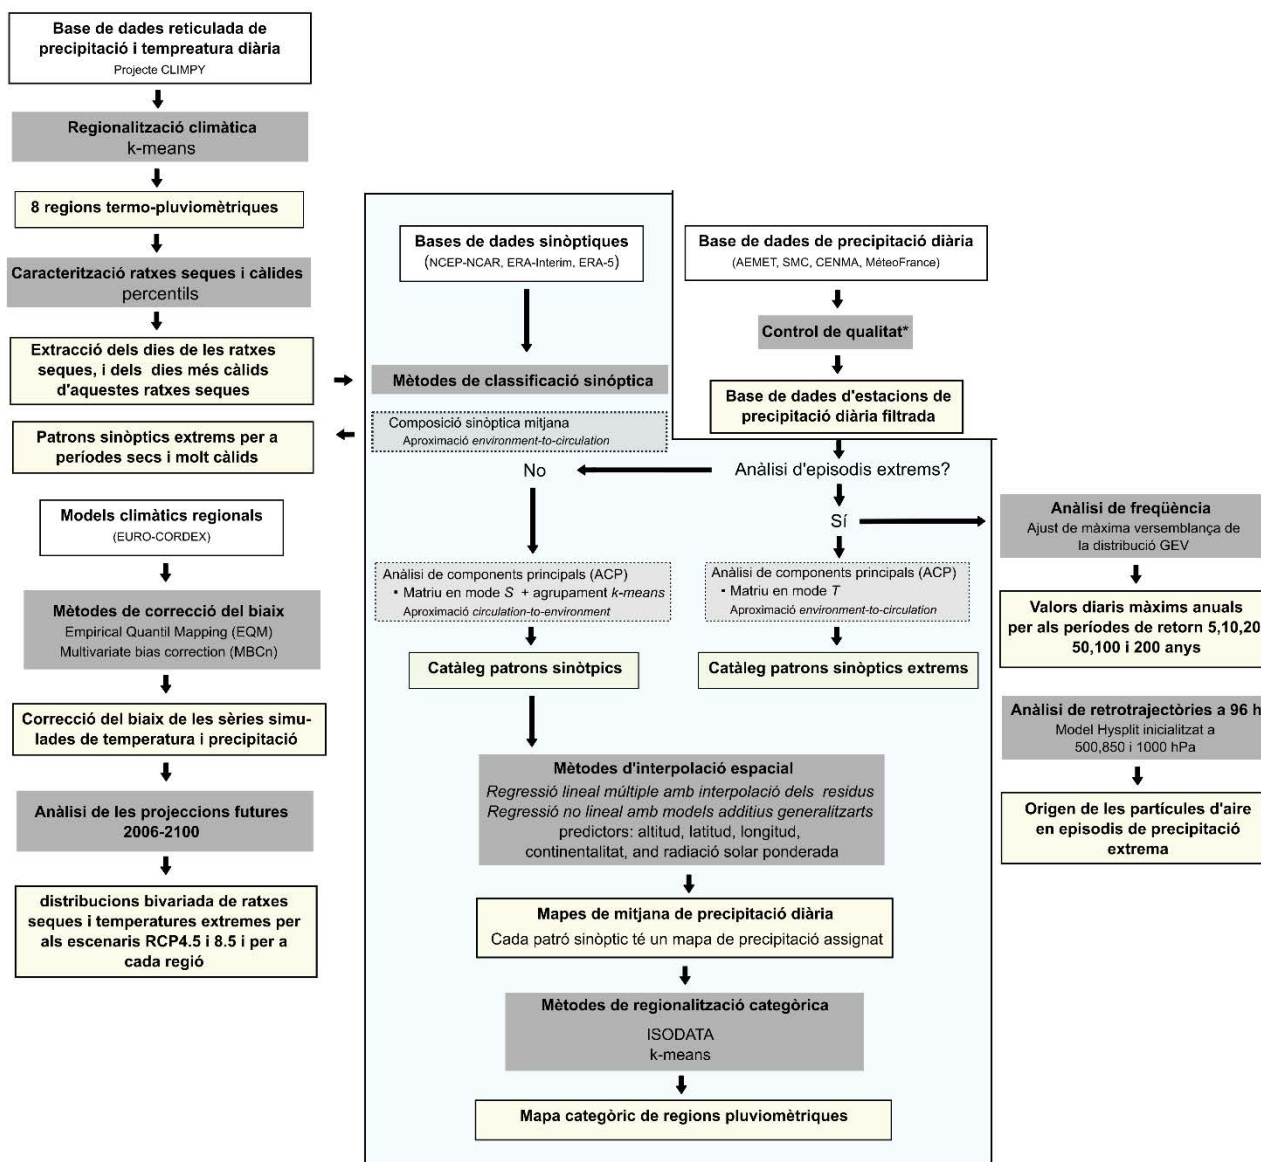 Base de dades reticulada de
precipitació i tempreatura diària
Projecte CLIMPY
Regionalització climàtica
k-means
8 regions termo-pluviomètriques
Caracterització ratxes seques i càlides
percentils
Extracció dels dies de les ratxes
seques, i dels dies més càlids
d'aquestes ratxes seques
Patrons sinòptics extrems per a
períodes secs i molt càlids
Models climàtics regionals
(EURO-CORDEX)
Mètodes de correcció del biaix
Empirical Quantil Mapping (EQM)
Multivariate bias correction (MBCn)
Correcció del biaix de les sèries simu-
lades de temperatura i precipitació
Anàlisi de les projeccions futures
2006-2100
distribucions bivariada de ratxes
seques i temperatures extremes per
als escenaris RCP4.5 i 8.5 i per a
cada regió
Bases de dades sinòptiques
(NCEP-NCAR, ERA-Interim, ERA-5)
Mètodes de classificació sinóptica
Composició sinòptica mitjana
Aproximació environment-to-circulation
Base de dades de precipitació diària
(AEMET, SMC, CENMA, MéteoFrance)
Control de qualitat*
Base de dades d'estacions de
precipitació diària filtrada
Anàlisi d'episodis extrems?
No
Sí
Anàlisi de components principals (ACP)
▪ Matriu en mode S + agrupament k-means
Aproximació circulation-to-environment
Catàleg patrons sinòtpics
Anàlisi de components principals (ACP)
▪ Matriu en mode T
Aproximació environment-to-circulation
Catàleg patrons sinòptics extrems
Mètodes d'interpolació espacial
Regressió lineal múltiple amb interpolació dels residus
Regressió no lineal amb models additius generalitzarts
predictors: altitud, latitud, longitud,
continentalitat, and radiació solar ponderada
Mapes de mitjana de precipitació diària
Cada patró sinòptic té un mapa de precipitació assignat
Mètodes de regionalització categòrica
ISODATA
k-means
Mapa categòric de regions pluviomètriques
Anàlisi de freqüència
Ajust de màxima versemblança de
la distribució GEV
Valors diaris màxims anuals
per als períodes de retorn 5,10,20
50,100 i 200 anys
Anàlisi de retrotrajectòries a 96 h
Model Hysplit inicialitzat a
500,850 i 1000 hPa
Origen de les partícules d'aire
en episodis de precipitació
extrema